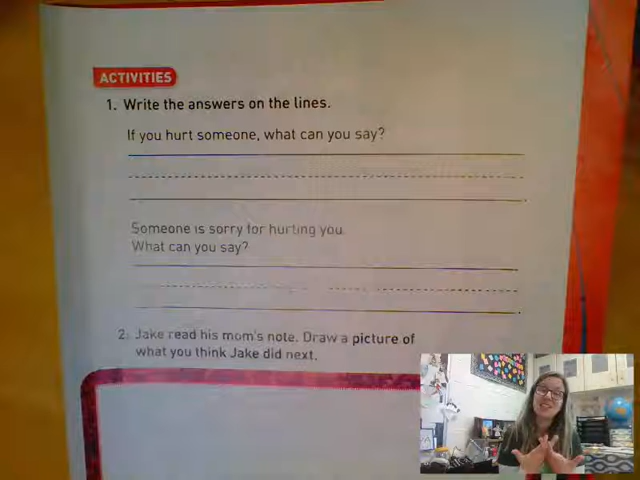 ACTIVITIES
1. Write the answers on the lines.
If you hurt someone, what can you say?
Someone is sorry for hurting you.
What can you say?
2. Jake read his mom's note. Draw a picture of
what you think Jake did next.